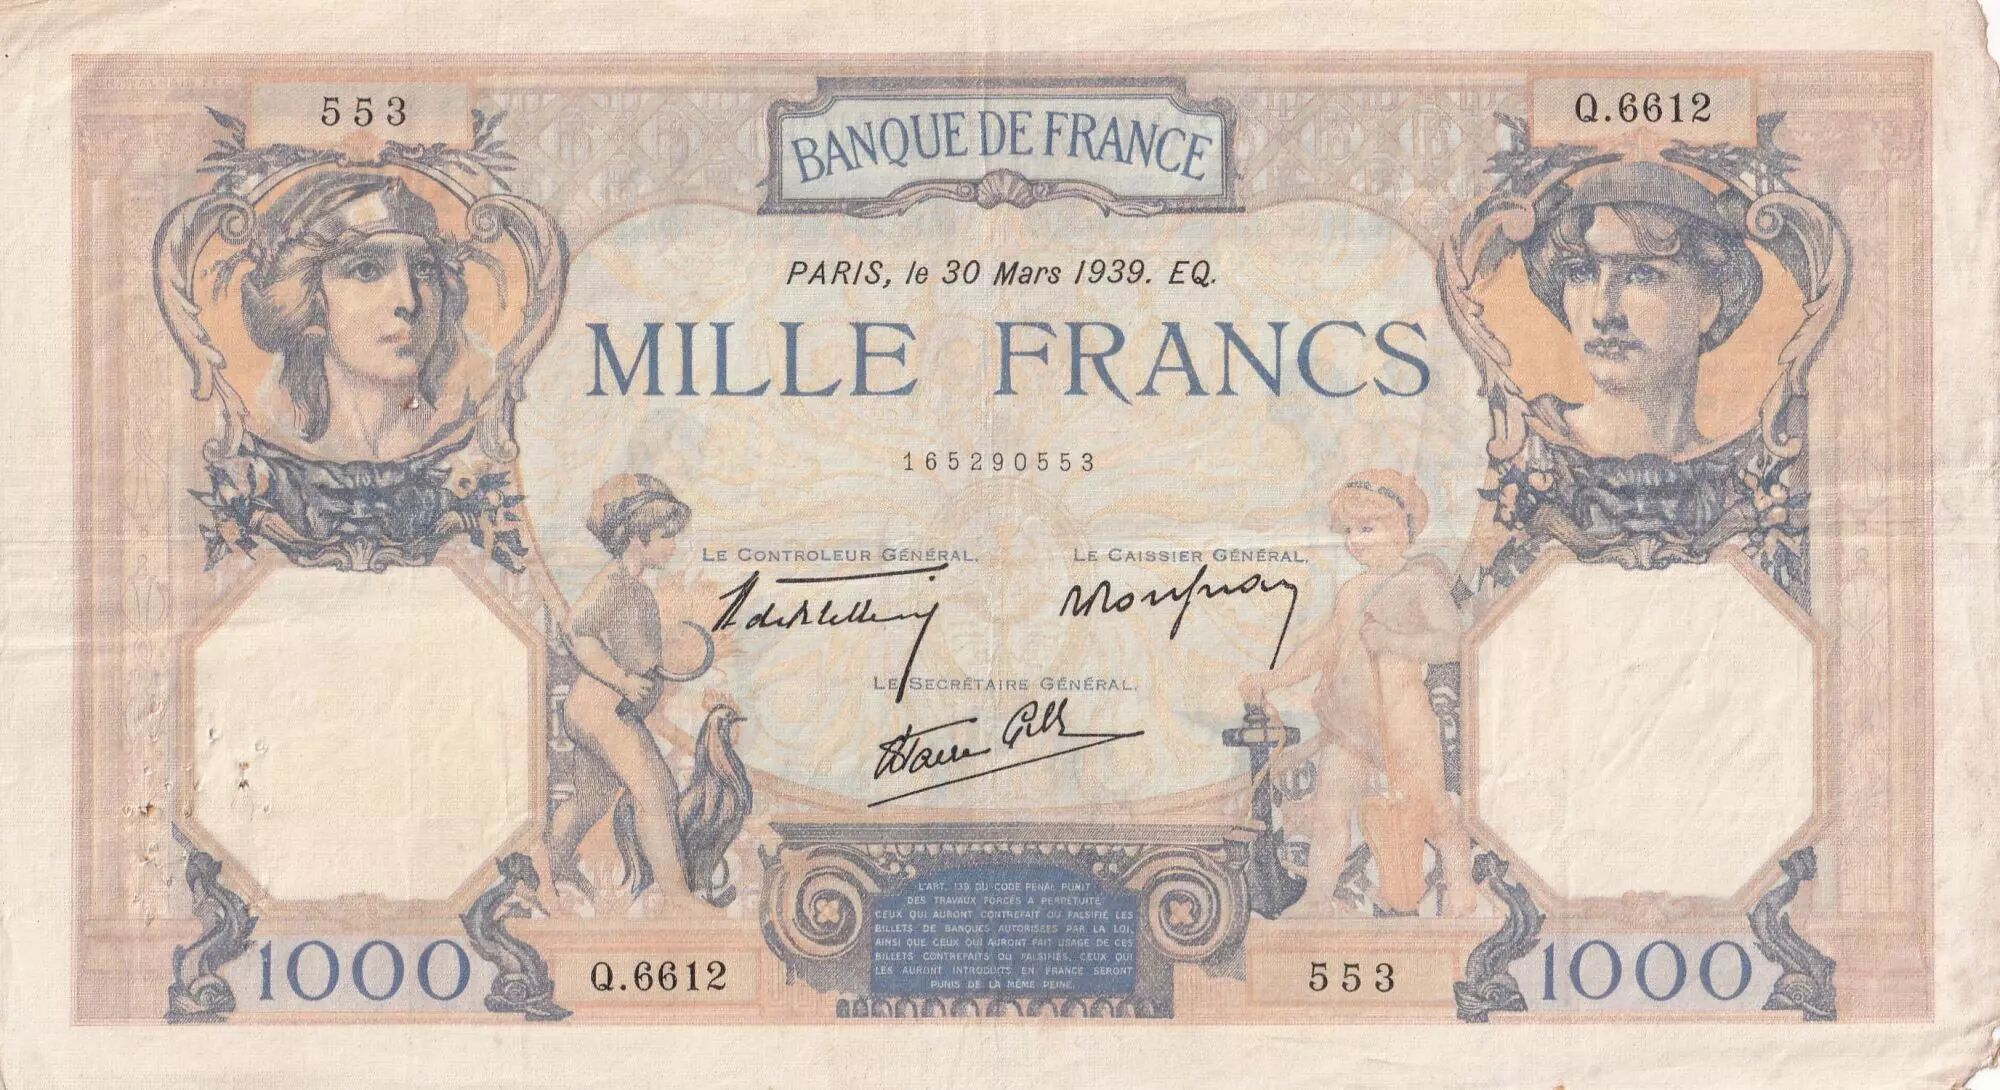 553
Q.6612
BANQUE DE FRANCE
PARIS, le 30 Mars 1939. EQ.
MILLE FRANCS
165290553
LE CONTROLEUR GÉNÉRAL,
LE CAISSIER GÉNÉRAL,
LE SECRÉTAIRE GÉNÉRAL,
L'ART. 139 DU CODE PENAL PUNIT
DES TRAVAUX FORCÉS A PERPÉTUITÉ
CEUX QUI AURONT CONTREFAIT OU FALSIFIÉ LES
BILLETS DE BANQUES AUTORISÉES PAR LA LOI,
AINSI QUE CEUX QUI AURONT FAIT USAGE DE CES
BILLETS CONTREFAITS OU FALSIFIÉS, CEUX QUI
LES AURONT INTRODUITS EN FRANCE SERONT
PUNIS DE LA MÊME PEINE.
1000
Q.6612
553
1000